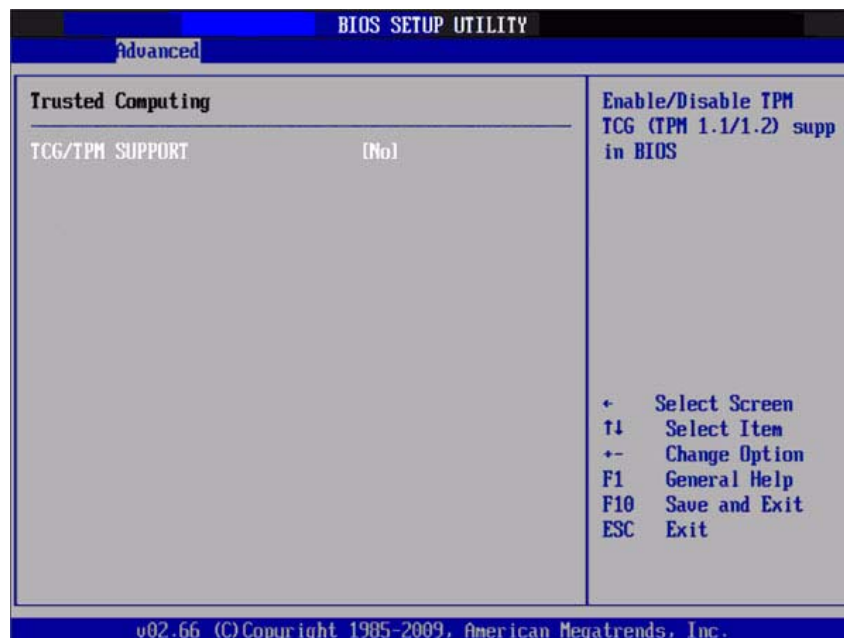 BIOS SETUP UTILITY
Advanced
Trusted Computing
TCG/TPM SUPPORT [No]
Enable/Disable TPM
TCG (TPM 1.1/1.2) supp
in BIOS
← Select Screen
↑↓ Select Item
+- Change Option
F1 General Help
F10 Save and Exit
ESC Exit
v02.66 (C)Copyright 1985-2009, American Megatrends, Inc.